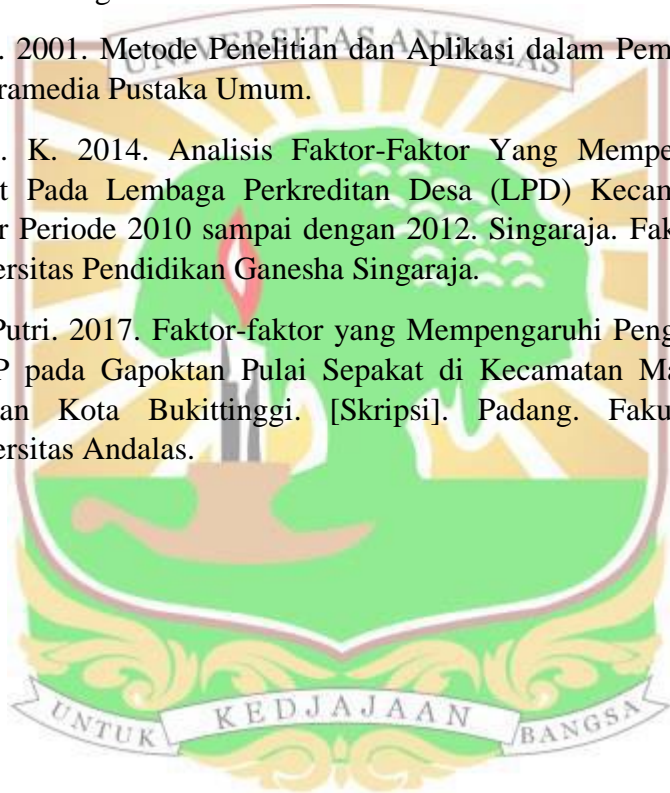 . 2001. Metode Penelitian dan Aplikasi dalam Pem
ramedia Pustaka Umum.
. K. 2014. Analisis Faktor-Faktor Yang Mempe
t Pada Lembaga Perkreditan Desa (LPD) Kecam
r Periode 2010 sampai dengan 2012. Singaraja. Fak
ersitas Pendidikan Ganesha Singaraja.
Putri. 2017. Faktor-faktor yang Mempengaruhi Peng
P pada Gapoktan Pulai Sepakat di Kecamatan Ma
an Kota Bukittinggi. [Skripsi]. Padang. Faku
ersitas Andalas.
UNIVERSITAS ANDALAS
UNTUK KEDJAJAAN BANGSA